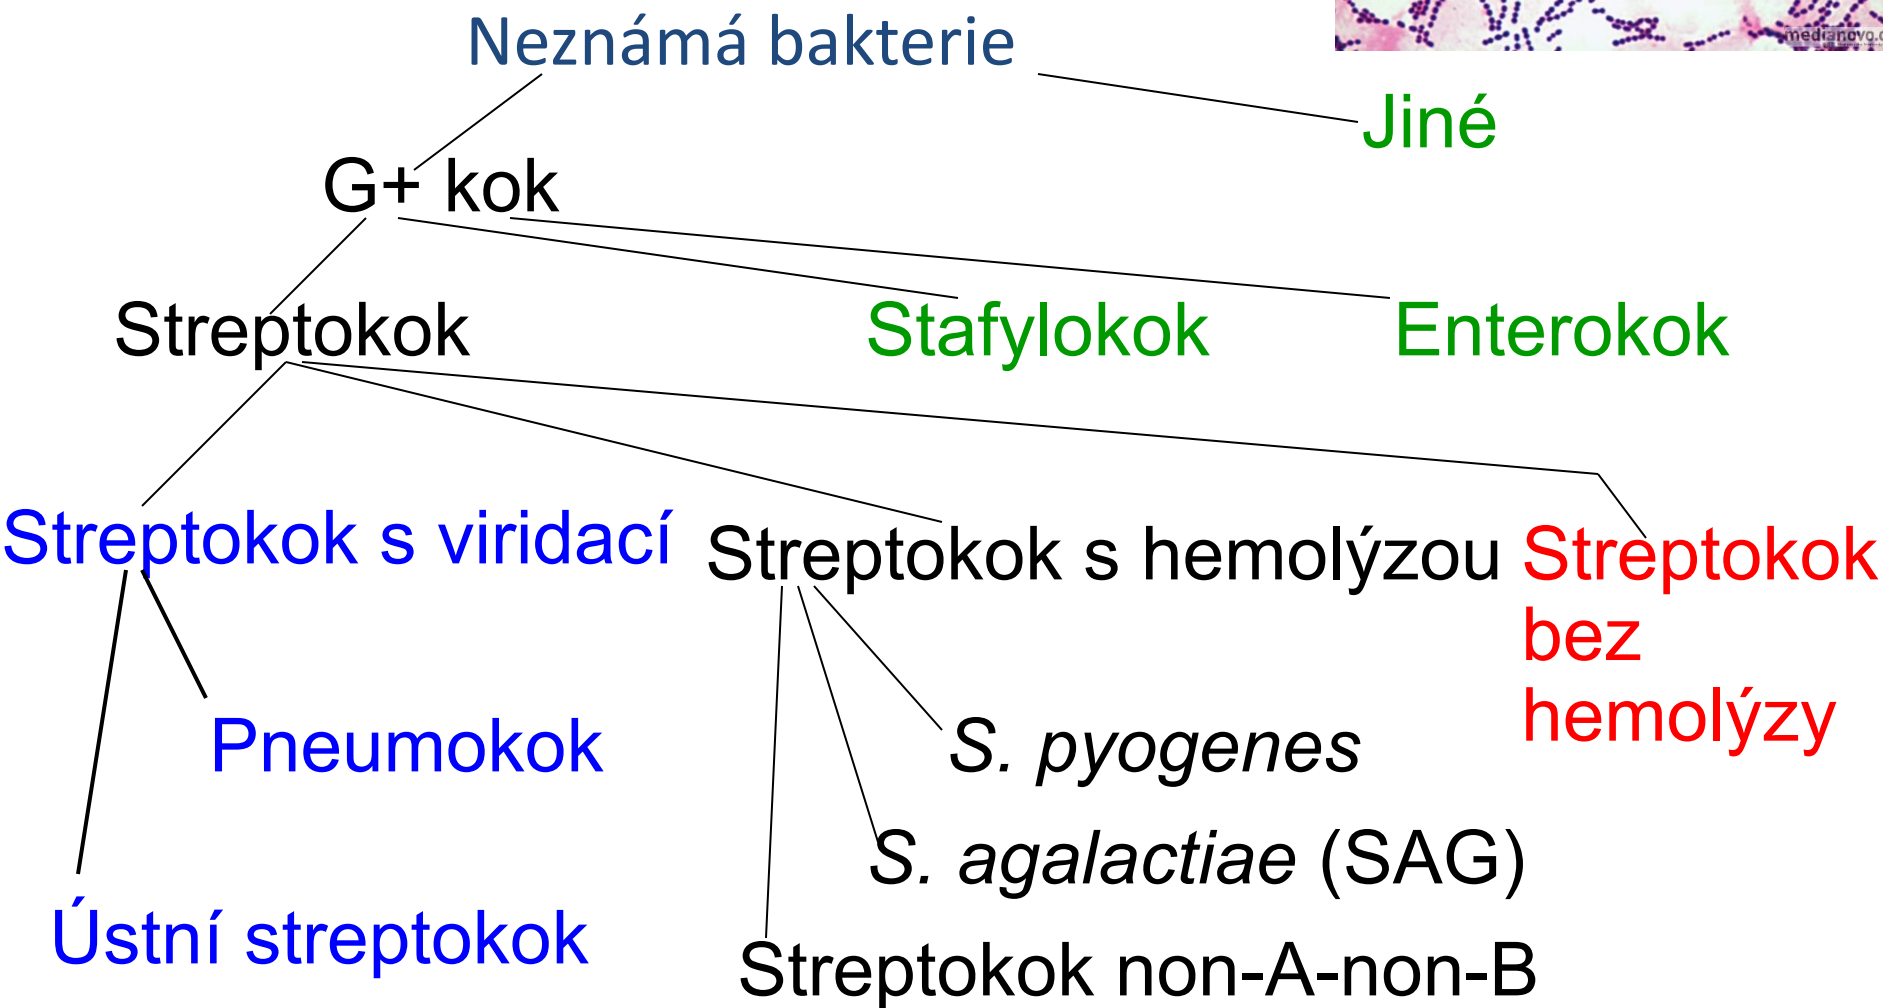 Neznámá bakterie
Jiné
G+ kok
Streptokok
Stafylokok
Enterokok
Streptokok s viridací
Streptokok s hemolýzou
Streptokok
bez
hemolýzy
Pneumokok
S. pyogenes
S. agalactiae (SAG)
Ústní streptokok
Streptokok non-A-non-B